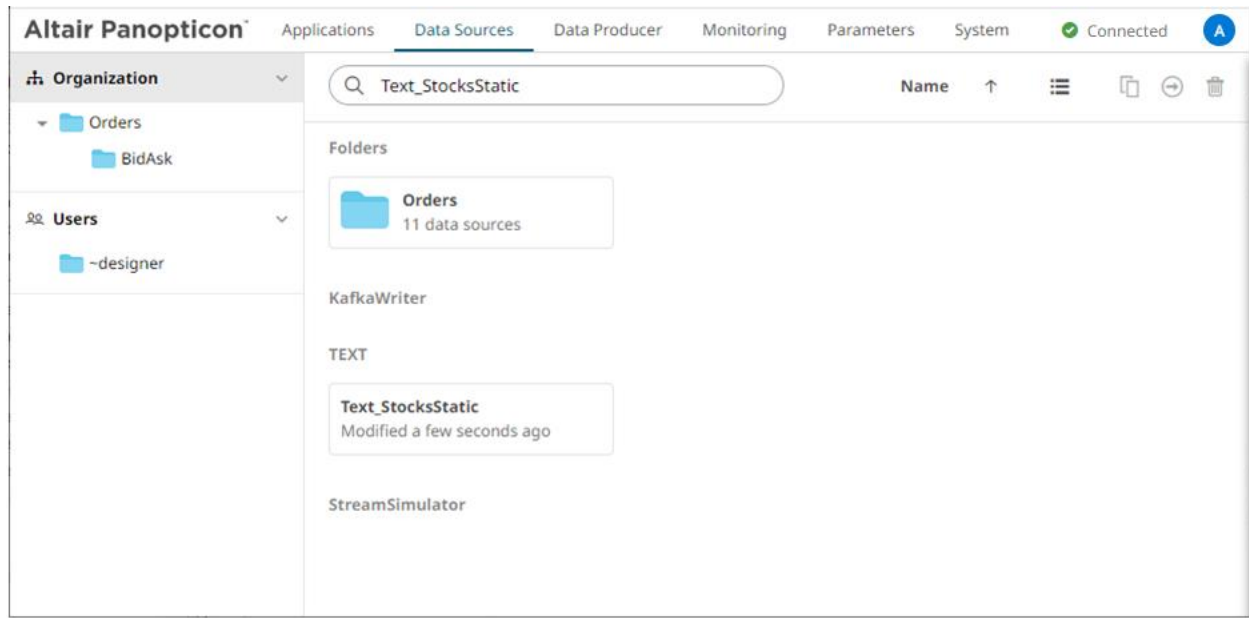 Altair Panopticon™ Applications Data Sources Data Producer Monitoring Parameters System Connected A
Organization
Orders
BidAsk
Users
~designer
Text_StocksStatic Name
Folders
Orders
11 data sources
KafkaWriter
TEXT
Text_StocksStatic
Modified a few seconds ago
StreamSimulator